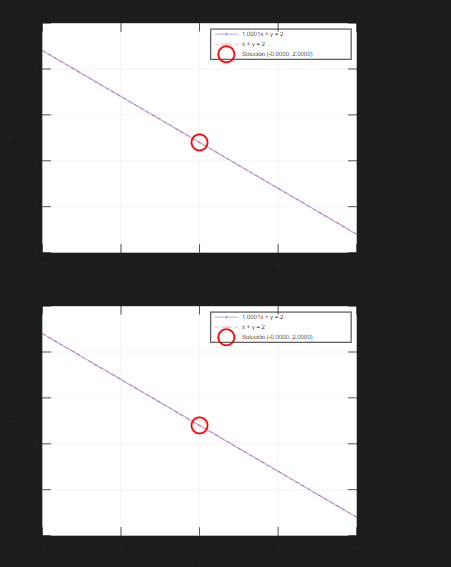 1.0001x + y = 2
x + y = 2
Solución (-0.0000, 2.0000)
1.0001x + y = 2
x + y = 2
Solución (-0.0000, 2.0000)